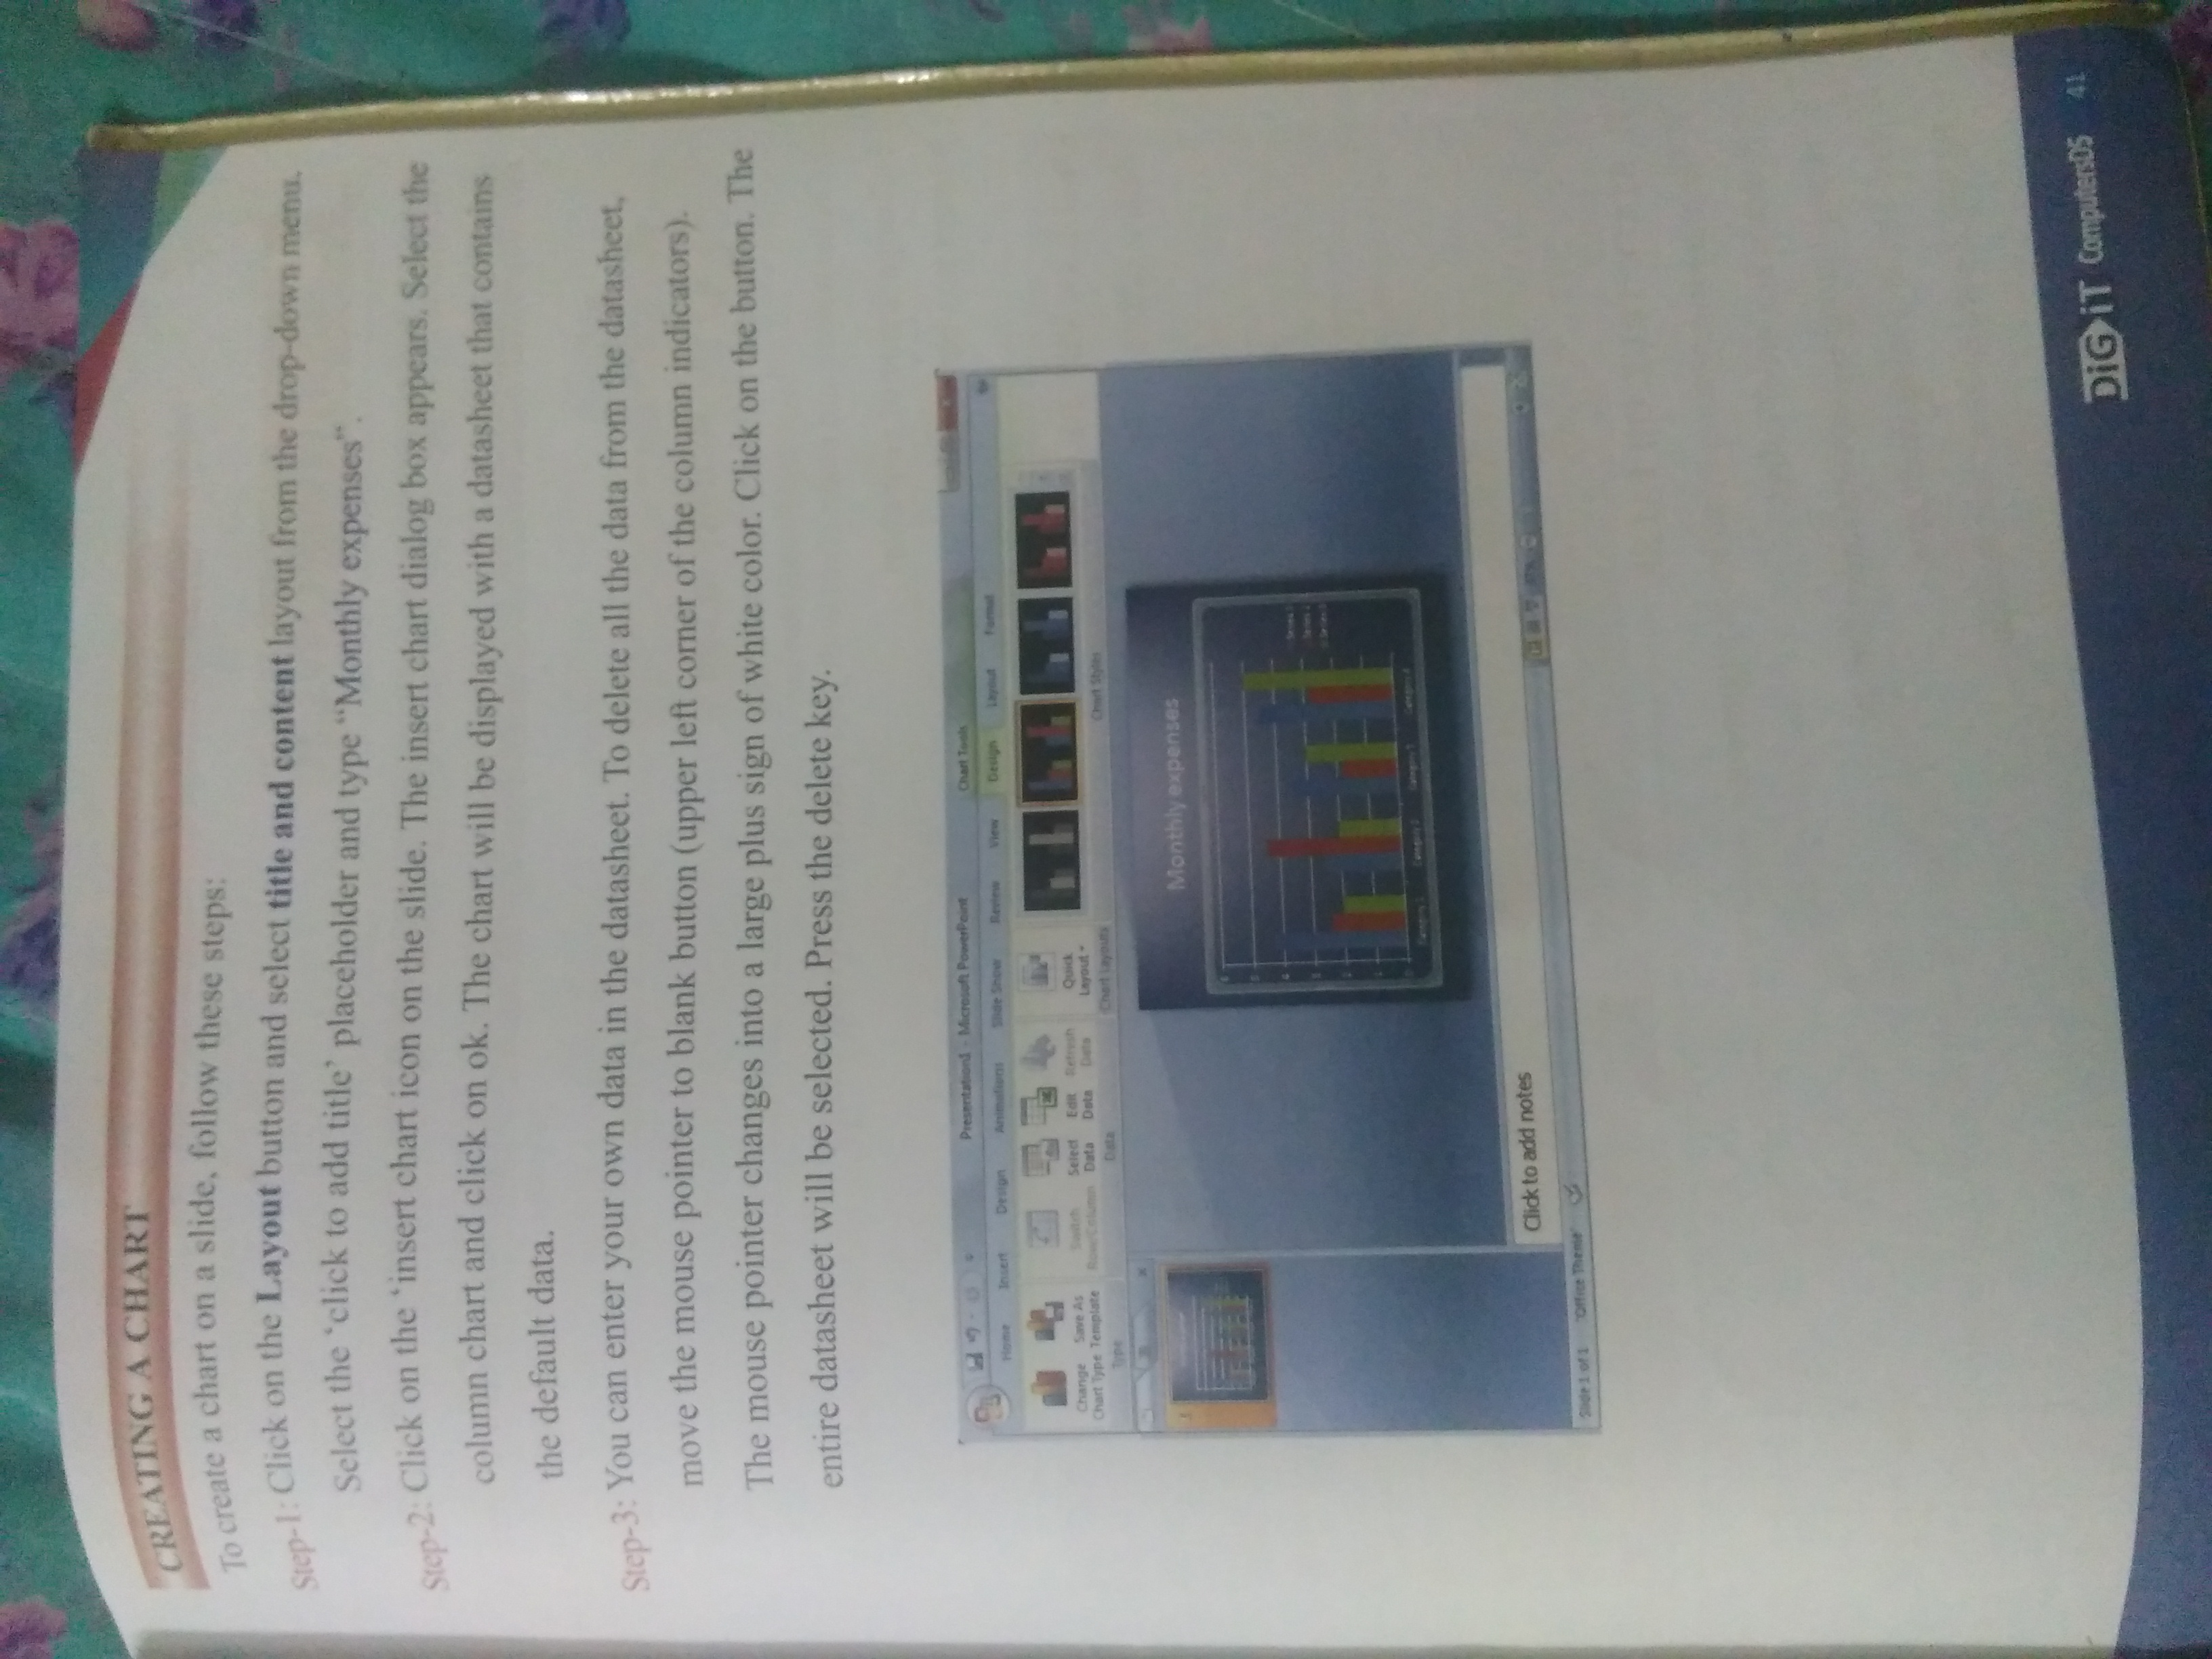 CREATING A CHART
To create a chart on a slide, follow these steps:
Step-1: Click on the Layout button and select title and content layout from the drop-down menu.
Select the ‘click to add title’ placeholder and type “Monthly expenses“.
Step-2: Click on the ‘insert chart icon on the slide. The insert chart dialog box appears. Select the
column chart and click on ok. The chart will be displayed with a datasheet that contains
the default data.
Step-3: You can enter your own data in the datasheet. To delete all the data from the datasheet,
move the mouse pointer to blank button (upper left corner of the column indicators).
The mouse pointer changes into a large plus sign of white color. Click on the button. The
entire datasheet will be selected. Press the delete key.
Presentation1 - Microsoft PowerPoint
Chart Tools
Home Insert Design Animations Slide Show Review View Design Layout Format
Change Save As Switch Select Edit Refresh Quick
Chart Type Template Row/Column Data Data Data Layout
Type Data Chart Layouts Chart Styles
Monthly expenses
Click to add notes
Slide 1 of 1 "Office Theme"
DiGiT Computer05 41